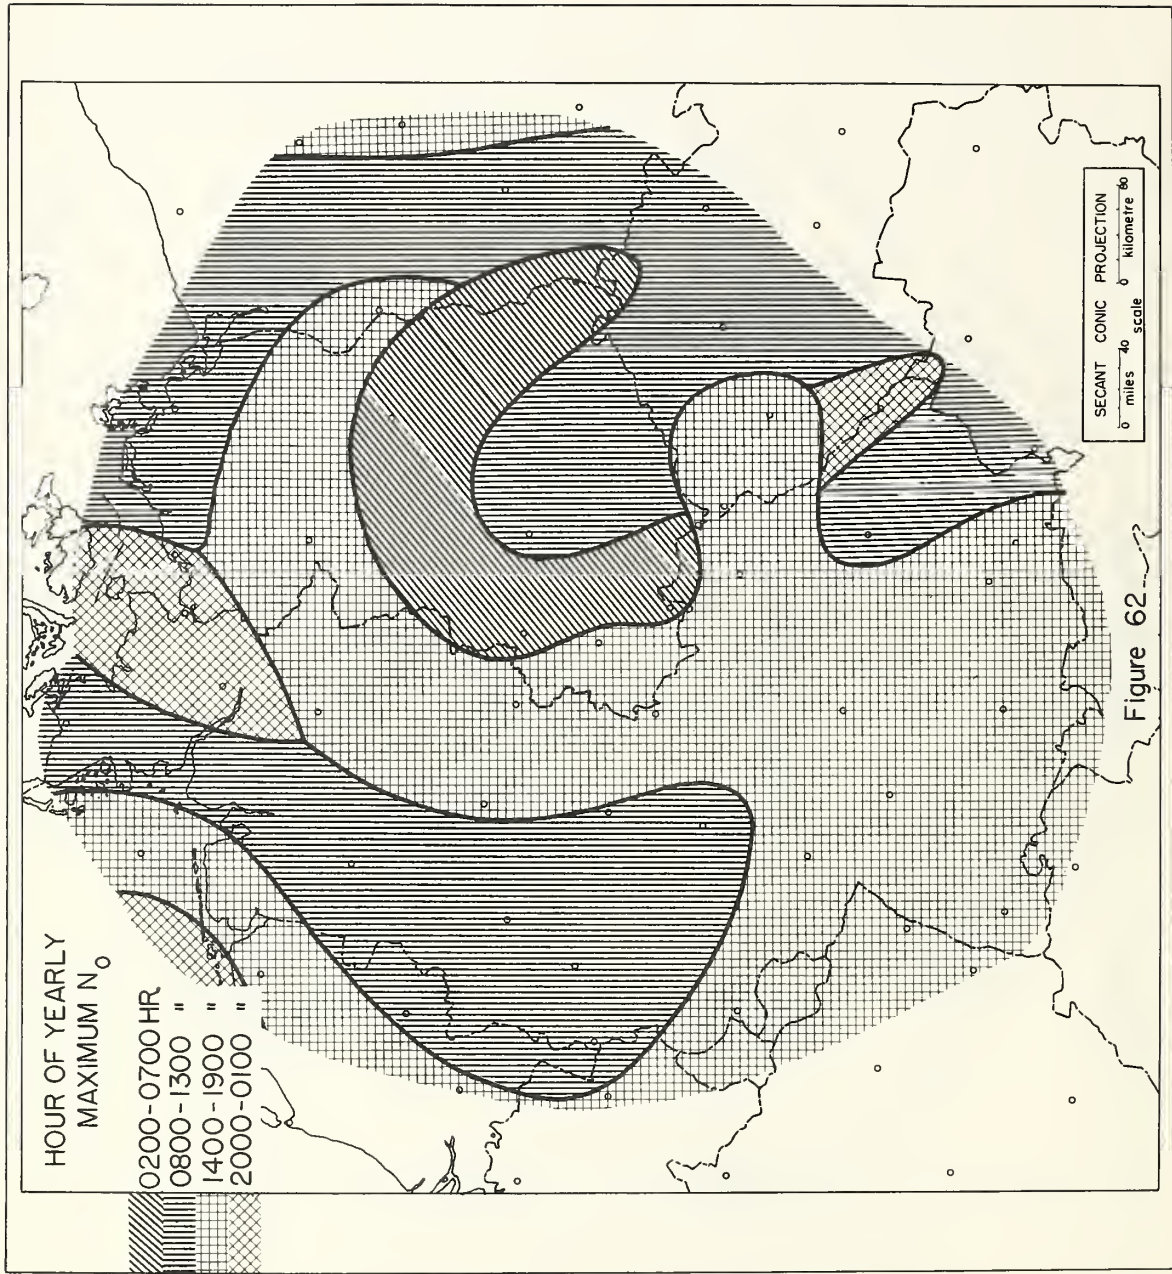 HOUR OF YEARLY
MAXIMUM N₀
0200-0700 HR
0800-1300 "
1400-1900 "
2000-0100 "
SECANT CONIC PROJECTION
0 miles 40 0 kilometre 80
scale
Figure 62